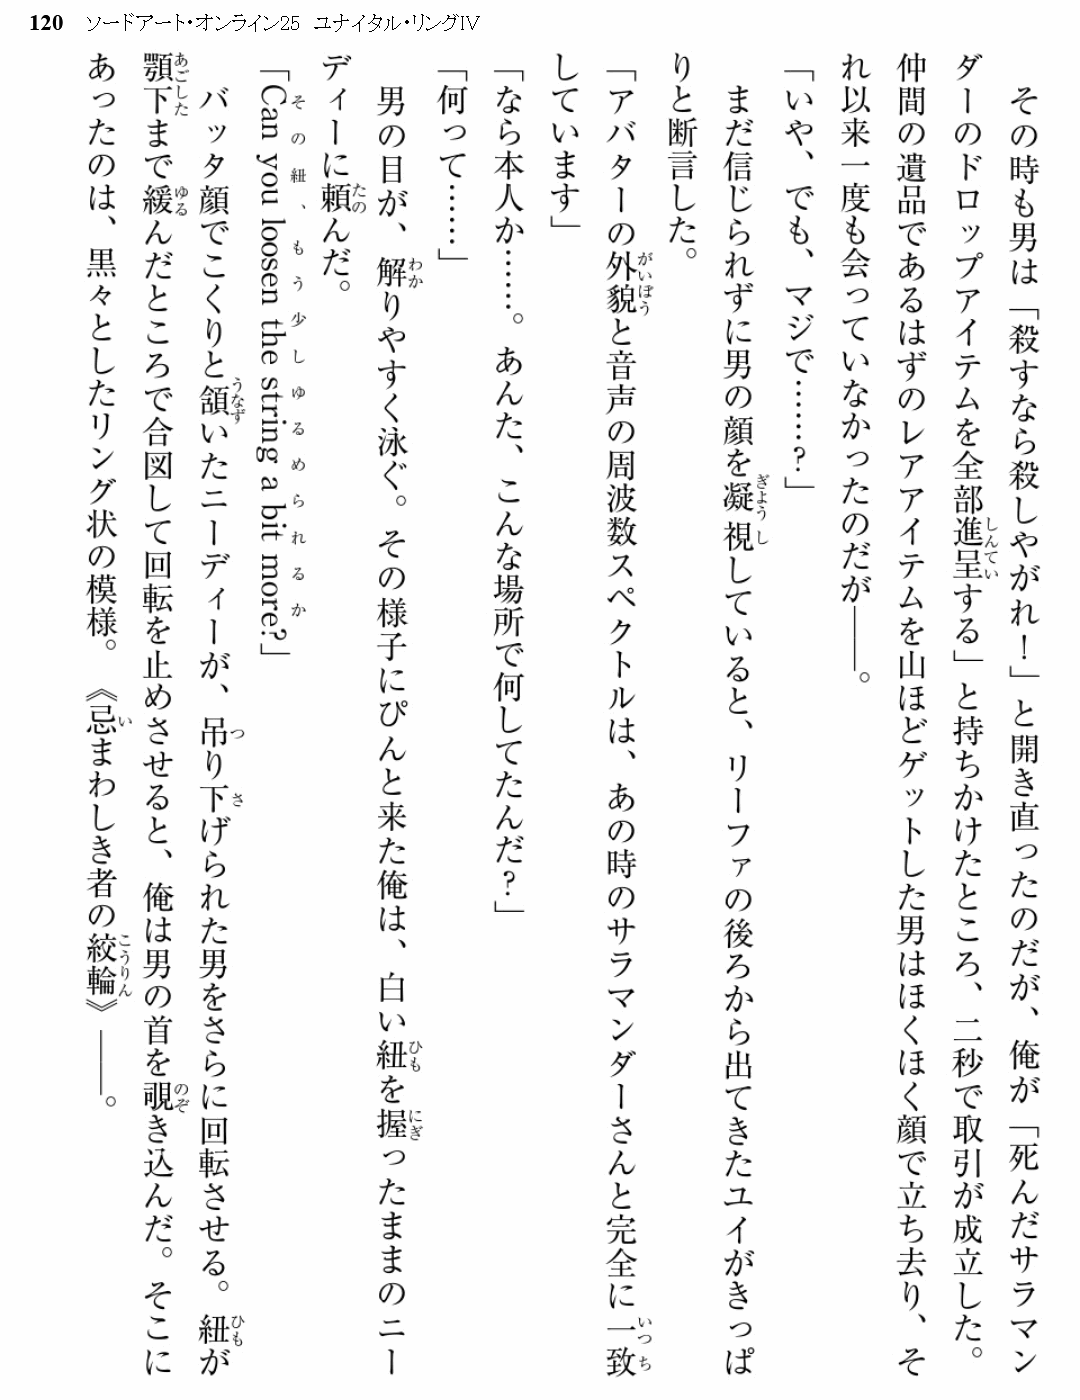 120 ソードアート・オンライン25 ユナイタル・リングIV
その時も男は「殺すなら殺しやがれ!」と開き直ったのだが、俺が「死んだサラマン
ダーのドロップアイテムを全部進呈する」と持ちかけたところ、二秒で取引が成立した。
仲間の遺品であるはずのレアアイテムを山ほどゲットした男はほくほく顔で立ち去り、そ
れ以来一度も会っていなかったのだが――。
「いや、でも、マジで……?」
まだ信じられずに男の顔を凝視していると、リーファの後ろから出てきたユイがきっぱ
りと断言した。
「アバターの外貌と音声の周波数スペクトルは、あの時のサラマンダーさんと完全に一致
しています」
「なら本人か……。あんた、こんな場所で何してたんだ?」
「何って……」
男の目が、解りやすく泳ぐ。その様子にぴんと来た俺は、白い紐を握ったままのニー
ディーに頼んだ。
「Can you loosen the string a bit more?」
その紐、もう少しゆるめられるか
バッタ顔でこくりと頷いたニーディーが、吊り下げられた男をさらに回転させる。紐が
顎下まで緩んだところで合図して回転を止めさせると、俺は男の首を覗き込んだ。そこに
あったのは、黒々としたリング状の模様。《忌まわしき者の絞輪》――。